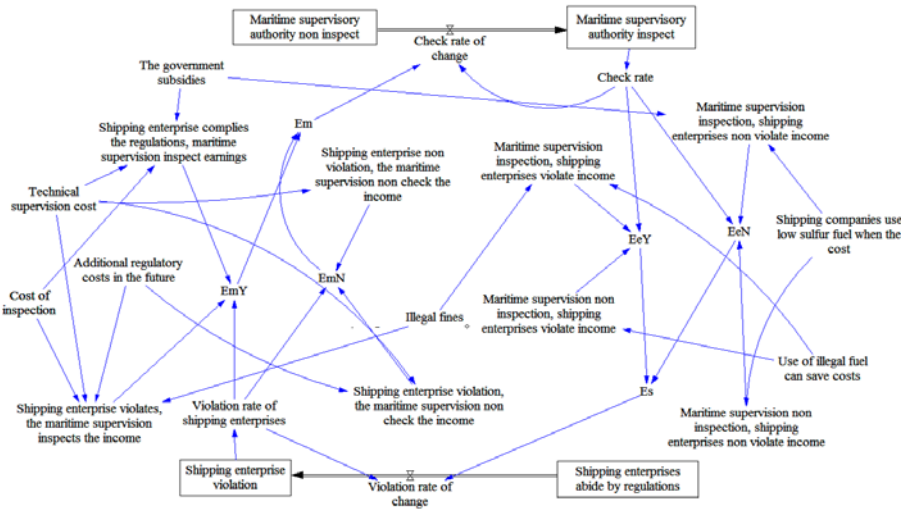 Maritime supervisory
authority non inspect
Maritime supervisory
authority inspect
Check rate of
change
The government
subsidies
Check rate
Maritime supervision
inspection, shipping
enterprises non violate income
Shipping enterprise complies
the regulations, maritime
supervision inspect earnings
Em
Shipping enterprise non
violation, the maritime
supervision non check the
income
Maritime supervision
inspection, shipping
enterprises violate income
Technical
supervision cost
Shipping companies use
low sulfur fuel when the
cost
EeY
EeN
Additional regulatory
costs in the future
EmY
EmN
Cost of
inspection
Illegal fines
Maritime supervision non
inspection, shipping
enterprises violate income
Use of illegal fuel
can save costs
Shipping enterprise violates,
the maritime supervision
inspects the income
Violation rate of
shipping enterprises
Shipping enterprise violation,
the maritime supervision non
check the income
Es
Maritime supervision non
inspection, shipping
enterprises non violate income
Shipping enterprise
violation
Violation rate of
change
Shipping enterprises
abide by regulations